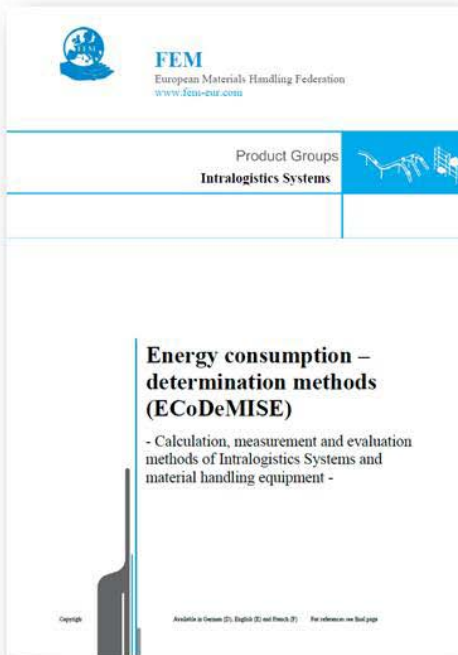 FEM
FEM
European Materials Handling Federation
www.fem-eur.com
Product Groups
Intralogistics Systems
Energy consumption –
determination methods
(ECoDeMISE)
- Calculation, measurement and evaluation
methods of Intralogistics Systems and
material handling equipment -
Copyrigh Available in German (D), English (E) and French (F) For references see final page